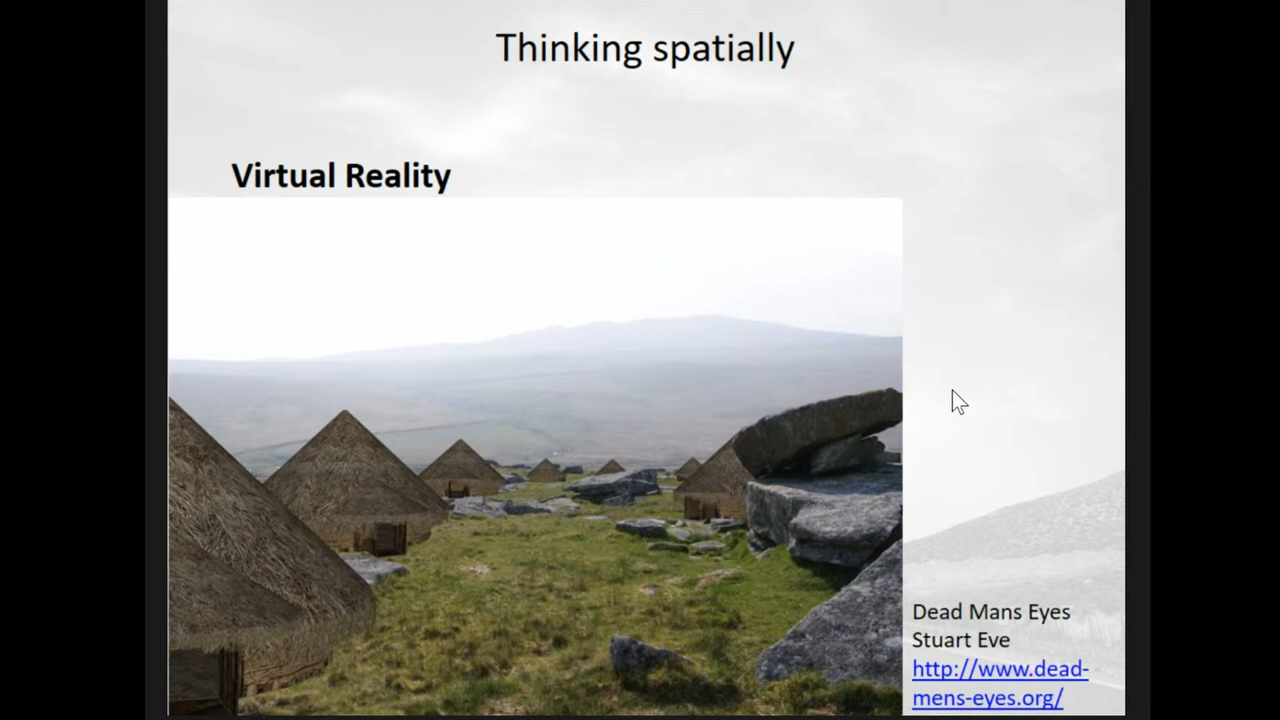 Thinking spatially
Virtual Reality
Dead Mans Eyes
Stuart Eve
http://www.dead-
mens-eyes.org/